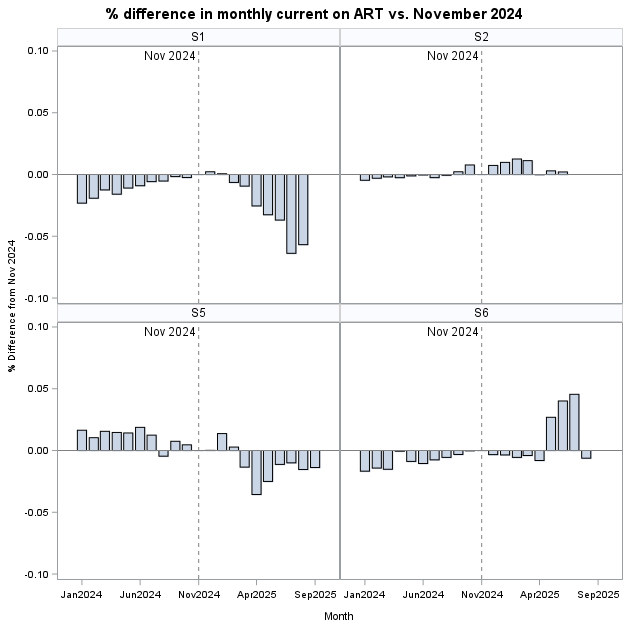 % difference in monthly current on ART vs. November 2024
S1
S2
Nov 2024
Nov 2024
0.10
0.05
0.00
-0.05
-0.10
S5
S6
Nov 2024
Nov 2024
0.10
0.05
0.00
-0.05
-0.10
% Difference from Nov 2024
Jan2024 Jun2024 Nov2024 Apr2025 Sep2025
Jan2024 Jun2024 Nov2024 Apr2025 Sep2025
Month